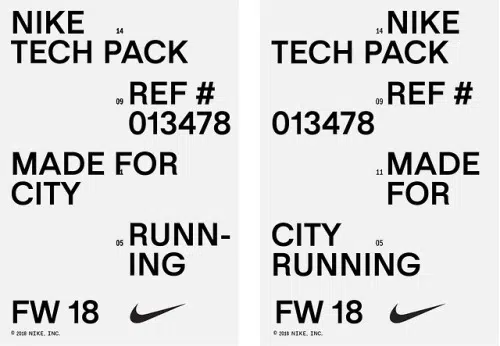 NIKE
14
TECH PACK
09 REF #
013478
MADE FOR
CITY
05 RUNN-
ING
FW 18
© 2018 NIKE, INC.
14 NIKE
TECH PACK
09 REF #
013478
11 MADE
FOR
CITY 05
RUNNING
FW 18
© 2018 NIKE, INC.